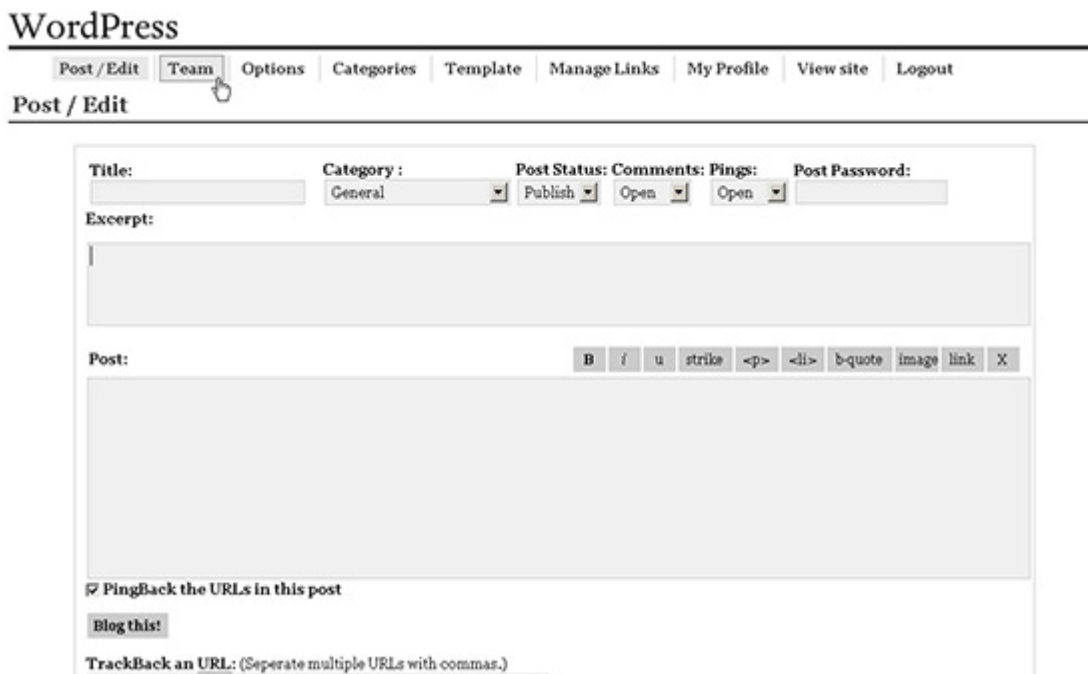 WordPress
Post / Edit Team Options Categories Template Manage Links My Profile View site Logout
Post / Edit
Title: Category : Post Status: Comments: Pings: Post Password:
General Publish Open Open
Excerpt:
Post: B i u strike <p> <li> b-quote image link X
PingBack the URLs in this post
Blog this!
TrackBack an URL: (Seperate multiple URLs with commas.)